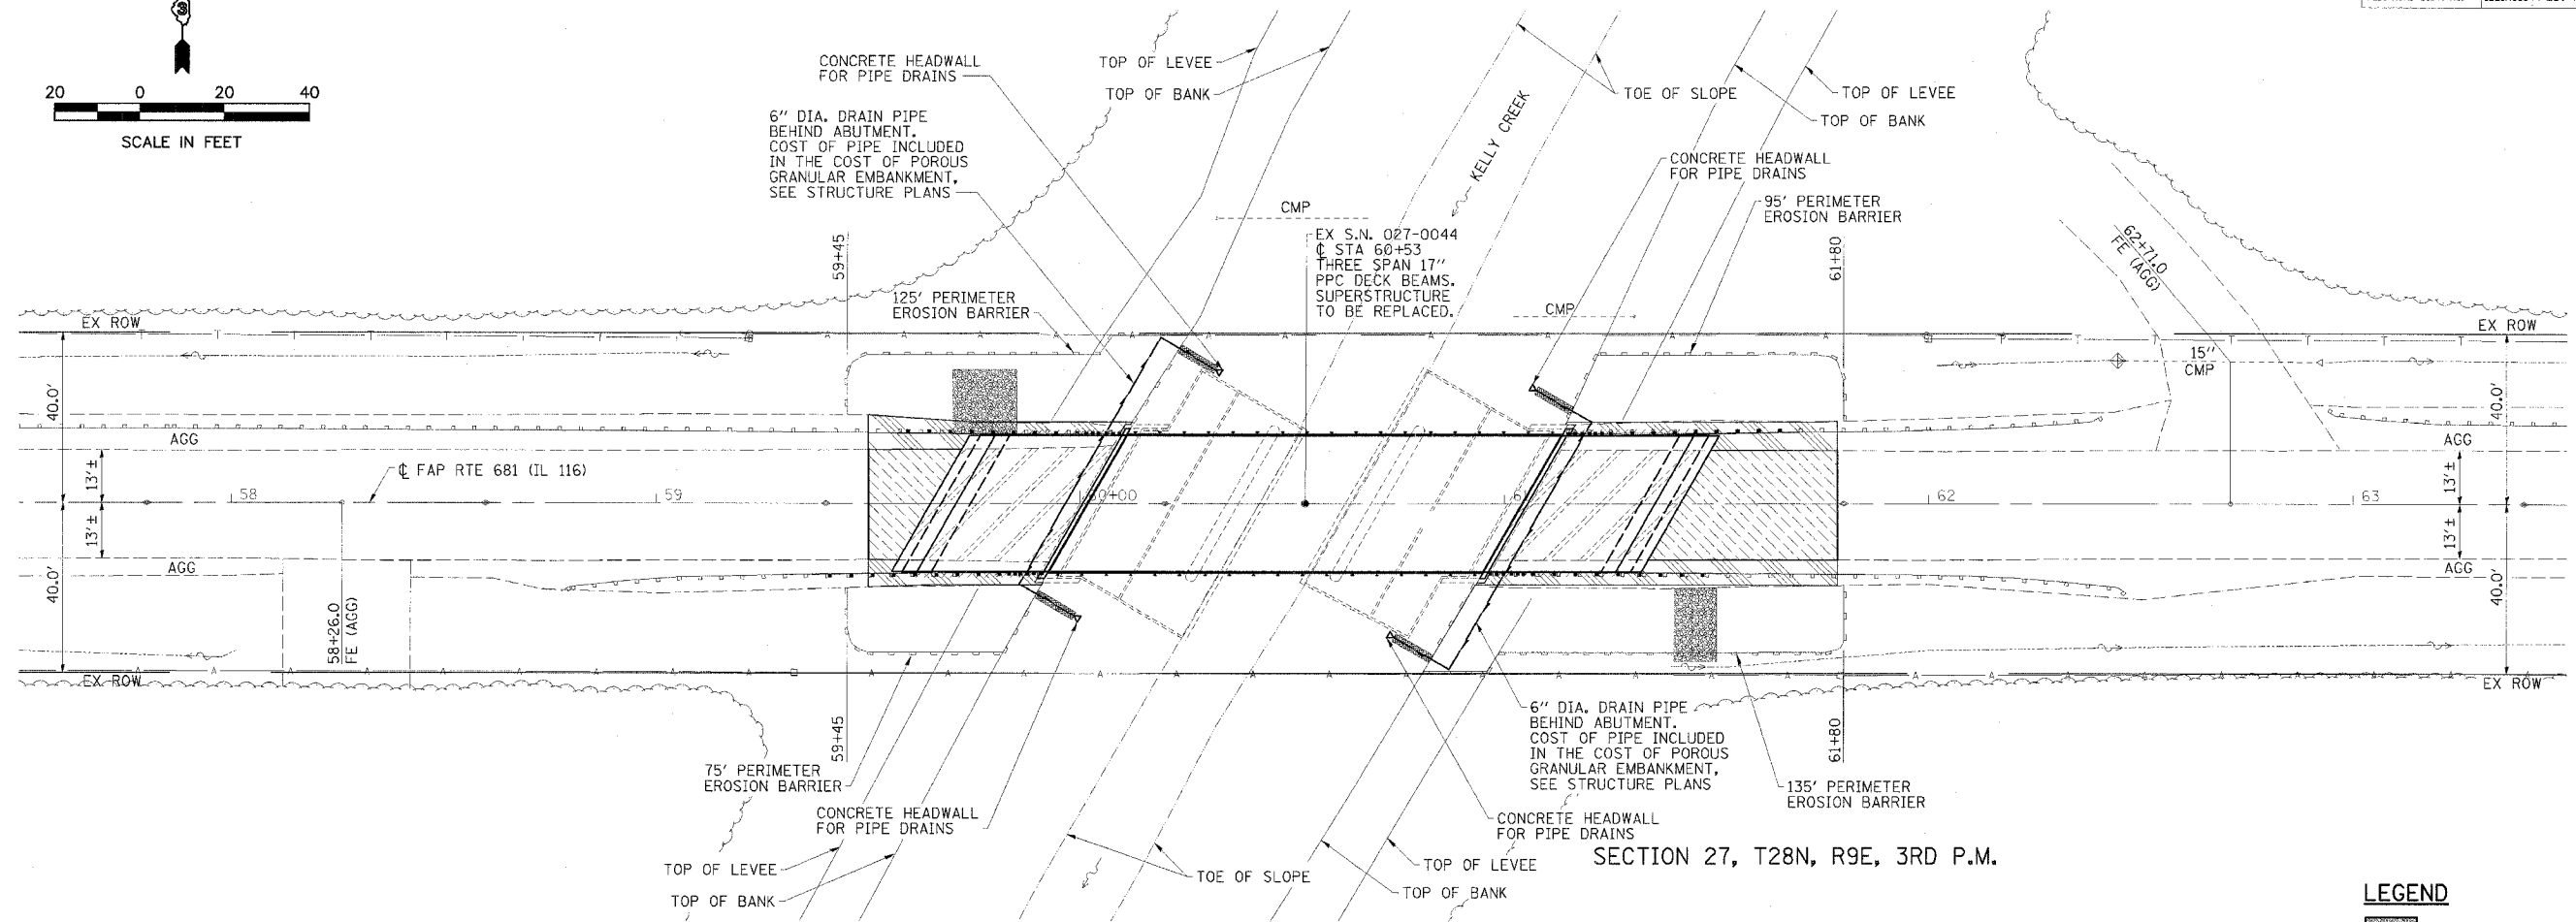 3
20 0 20 40
SCALE IN FEET
CONCRETE HEADWALL
FOR PIPE DRAINS
6" DIA. DRAIN PIPE
BEHIND ABUTMENT.
COST OF PIPE INCLUDED
IN THE COST OF POROUS
GRANULAR EMBANKMENT,
SEE STRUCTURE PLANS
TOP OF LEVEE
TOP OF BANK
KELLY CREEK
TOE OF SLOPE
TOP OF LEVEE
TOP OF BANK
CONCRETE HEADWALL
FOR PIPE DRAINS
95' PERIMETER
EROSION BARRIER
CMP
EX S.N. 027-0044
℄ STA 60+53
THREE SPAN 17"
PPC DECK BEAMS.
SUPERSTRUCTURE
TO BE REPLACED.
CMP
59+45
61+80
62+71.0
FE (AGG)
125' PERIMETER
EROSION BARRIER
EX ROW
EX ROW
15"
CMP
40.0'
40.0'
AGG
AGG
13'±
13'±
℄ FAP RTE 681 (IL 116)
58
59
60+00
61
62
63
13'±
13'±
AGG
AGG
40.0'
40.0'
58+26.0
FE (AGG)
EX ROW
EX ROW
59+45
61+80
75' PERIMETER
EROSION BARRIER
CONCRETE HEADWALL
FOR PIPE DRAINS
TOP OF LEVEE
TOP OF BANK
TOE OF SLOPE
6" DIA. DRAIN PIPE
BEHIND ABUTMENT.
COST OF PIPE INCLUDED
IN THE COST OF POROUS
GRANULAR EMBANKMENT,
SEE STRUCTURE PLANS
135' PERIMETER
EROSION BARRIER
CONCRETE HEADWALL
FOR PIPE DRAINS
TOP OF LEVEE
TOP OF BANK
SECTION 27, T28N, R9E, 3RD P.M.
LEGEND